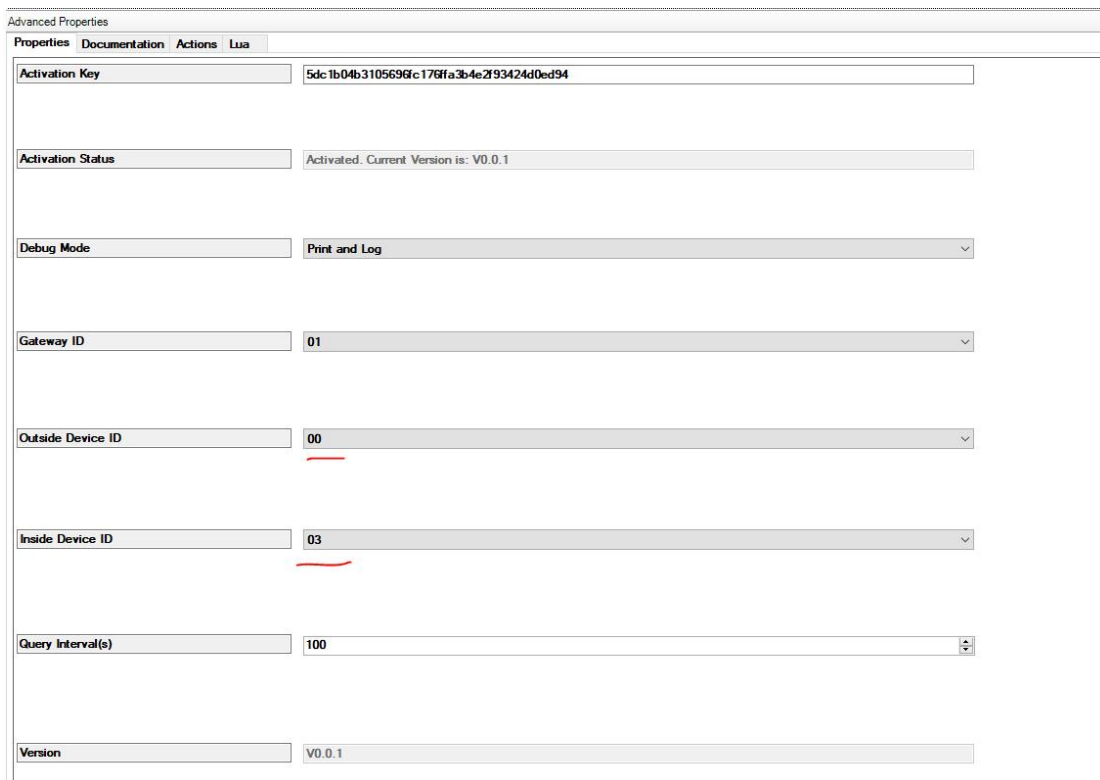 Advanced Properties
Properties Documentation Actions Lua
Activation Key 5dc1b04b3105696fc176ffa3b4e2f93424d0ed94
Activation Status Activated. Current Version is: V0.0.1
Debug Mode Print and Log
Gateway ID 01
Outside Device ID 00
Inside Device ID 03
Query Interval(s) 100
Version V0.0.1